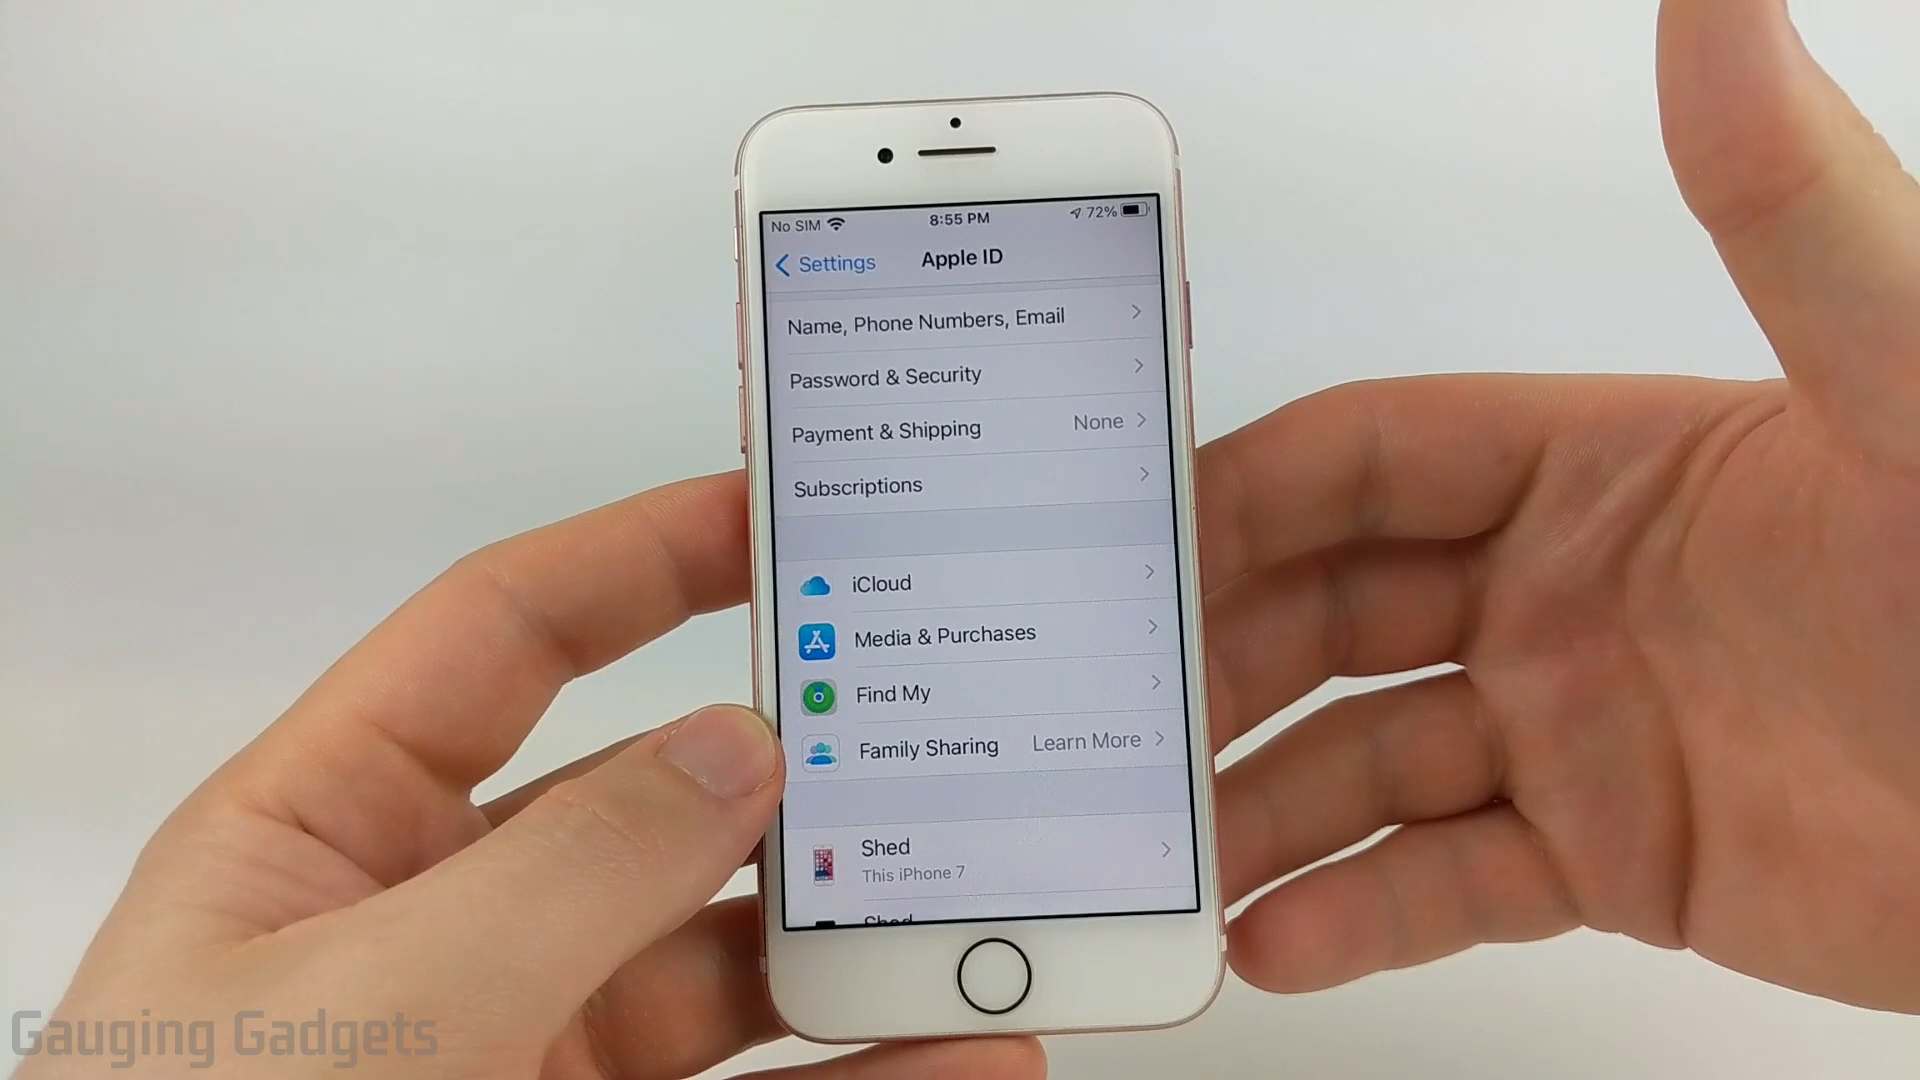 No SIM 8:55 PM 72%
Settings Apple ID
Name, Phone Numbers, Email
Password & Security
Payment & Shipping None
Subscriptions
iCloud
Media & Purchases
Find My
Family Sharing Learn More
Shed
This iPhone 7
Shed
Gauging Gadgets